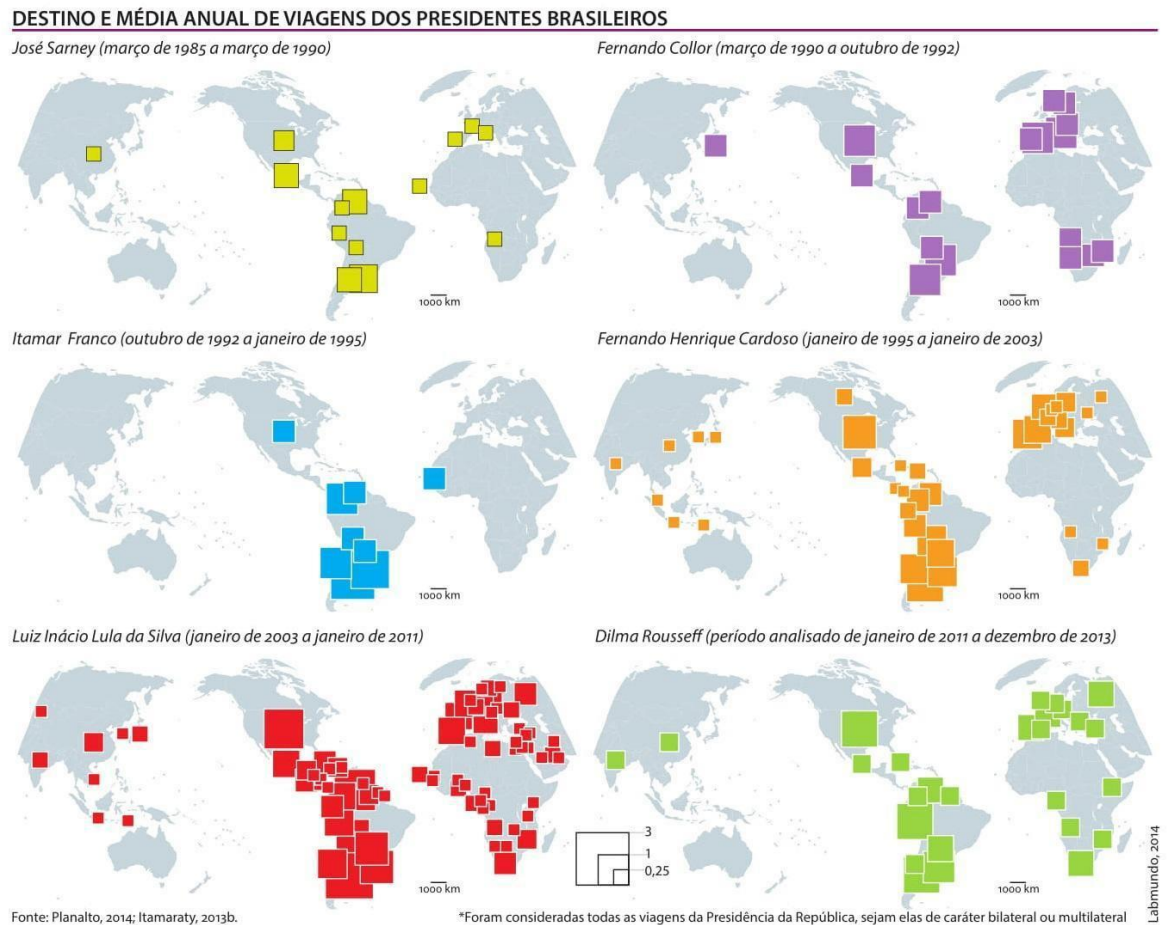 DESTINO E MÉDIA ANUAL DE VIAGENS DOS PRESIDENTES BRASILEIROS
José Sarney (março de 1985 a março de 1990)
Fernando Collor (março de 1990 a outubro de 1992)
1000 km
1000 km
Itamar Franco (outubro de 1992 a janeiro de 1995)
Fernando Henrique Cardoso (janeiro de 1995 a janeiro de 2003)
1000 km
1000 km
Luiz Inácio Lula da Silva (janeiro de 2003 a janeiro de 2011)
Dilma Rousseff (período analisado de janeiro de 2011 a dezembro de 2013)
3
1
0,25
1000 km
1000 km
Labmundo, 2014
Fonte: Planalto, 2014; Itamaraty, 2013b.
*Foram consideradas todas as viagens da Presidência da República, sejam elas de caráter bilateral ou multilateral